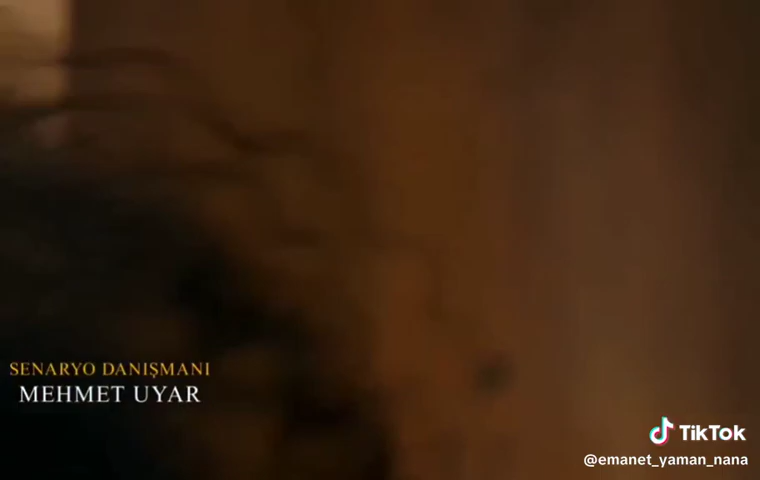 SENARYO DANIŞMANI
MEHMET UYAR
TikTok
@emanet_yaman_nana